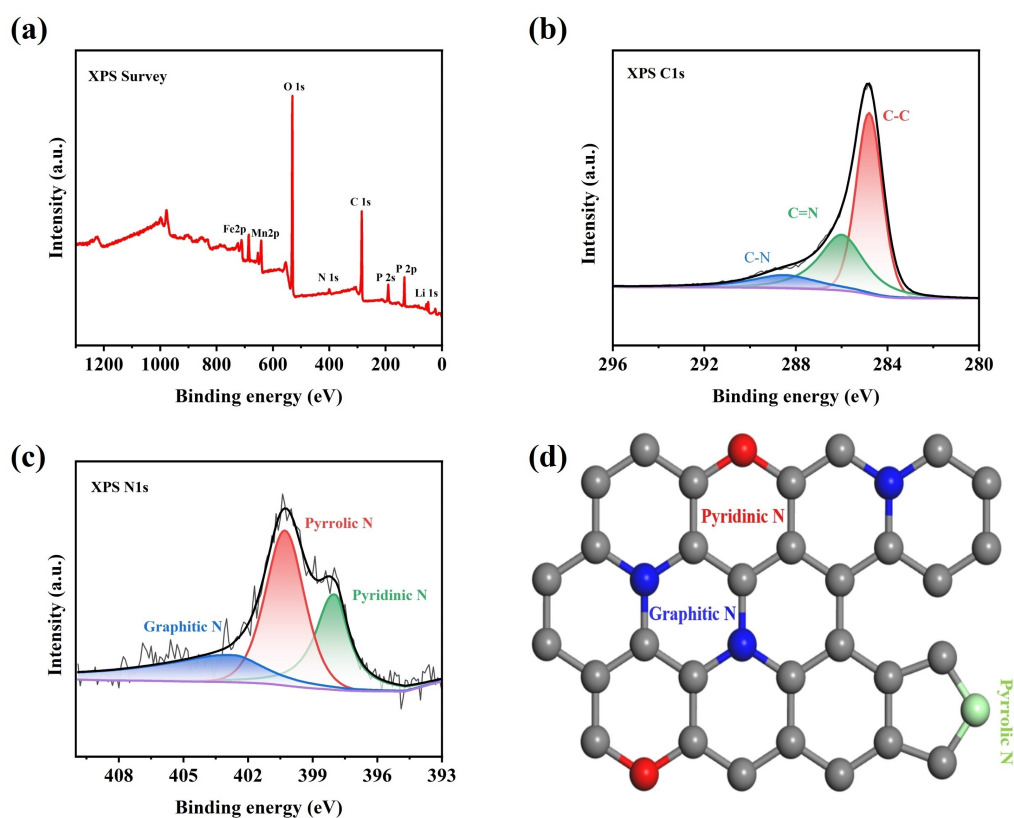 (a)
XPS Survey
O 1s
C 1s
Fe2p
Mn2p
N 1s
P 2s
P 2p
Li 1s
Intensity (a.u.)
1200 1000 800 600 400 200 0
Binding energy (eV)
(b)
XPS C1s
C-C
C=N
C-N
Intensity (a.u.)
296 292 288 284 280
Binding energy (eV)
(c)
XPS N1s
Pyrrolic N
Pyridinic N
Graphitic N
Intensity (a.u.)
408 405 402 399 396 393
Binding energy (eV)
(d)
Pyridinic N
Graphitic N
Pyrrolic N